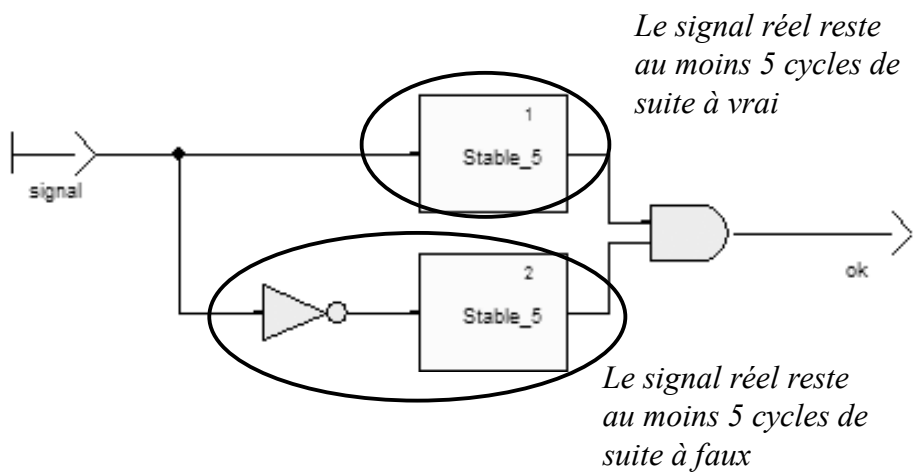 Le signal réel reste
au moins 5 cycles de
suite à vrai
1
Stable_5
signal
2
Stable_5
ok
Le signal réel reste
au moins 5 cycles de
suite à faux